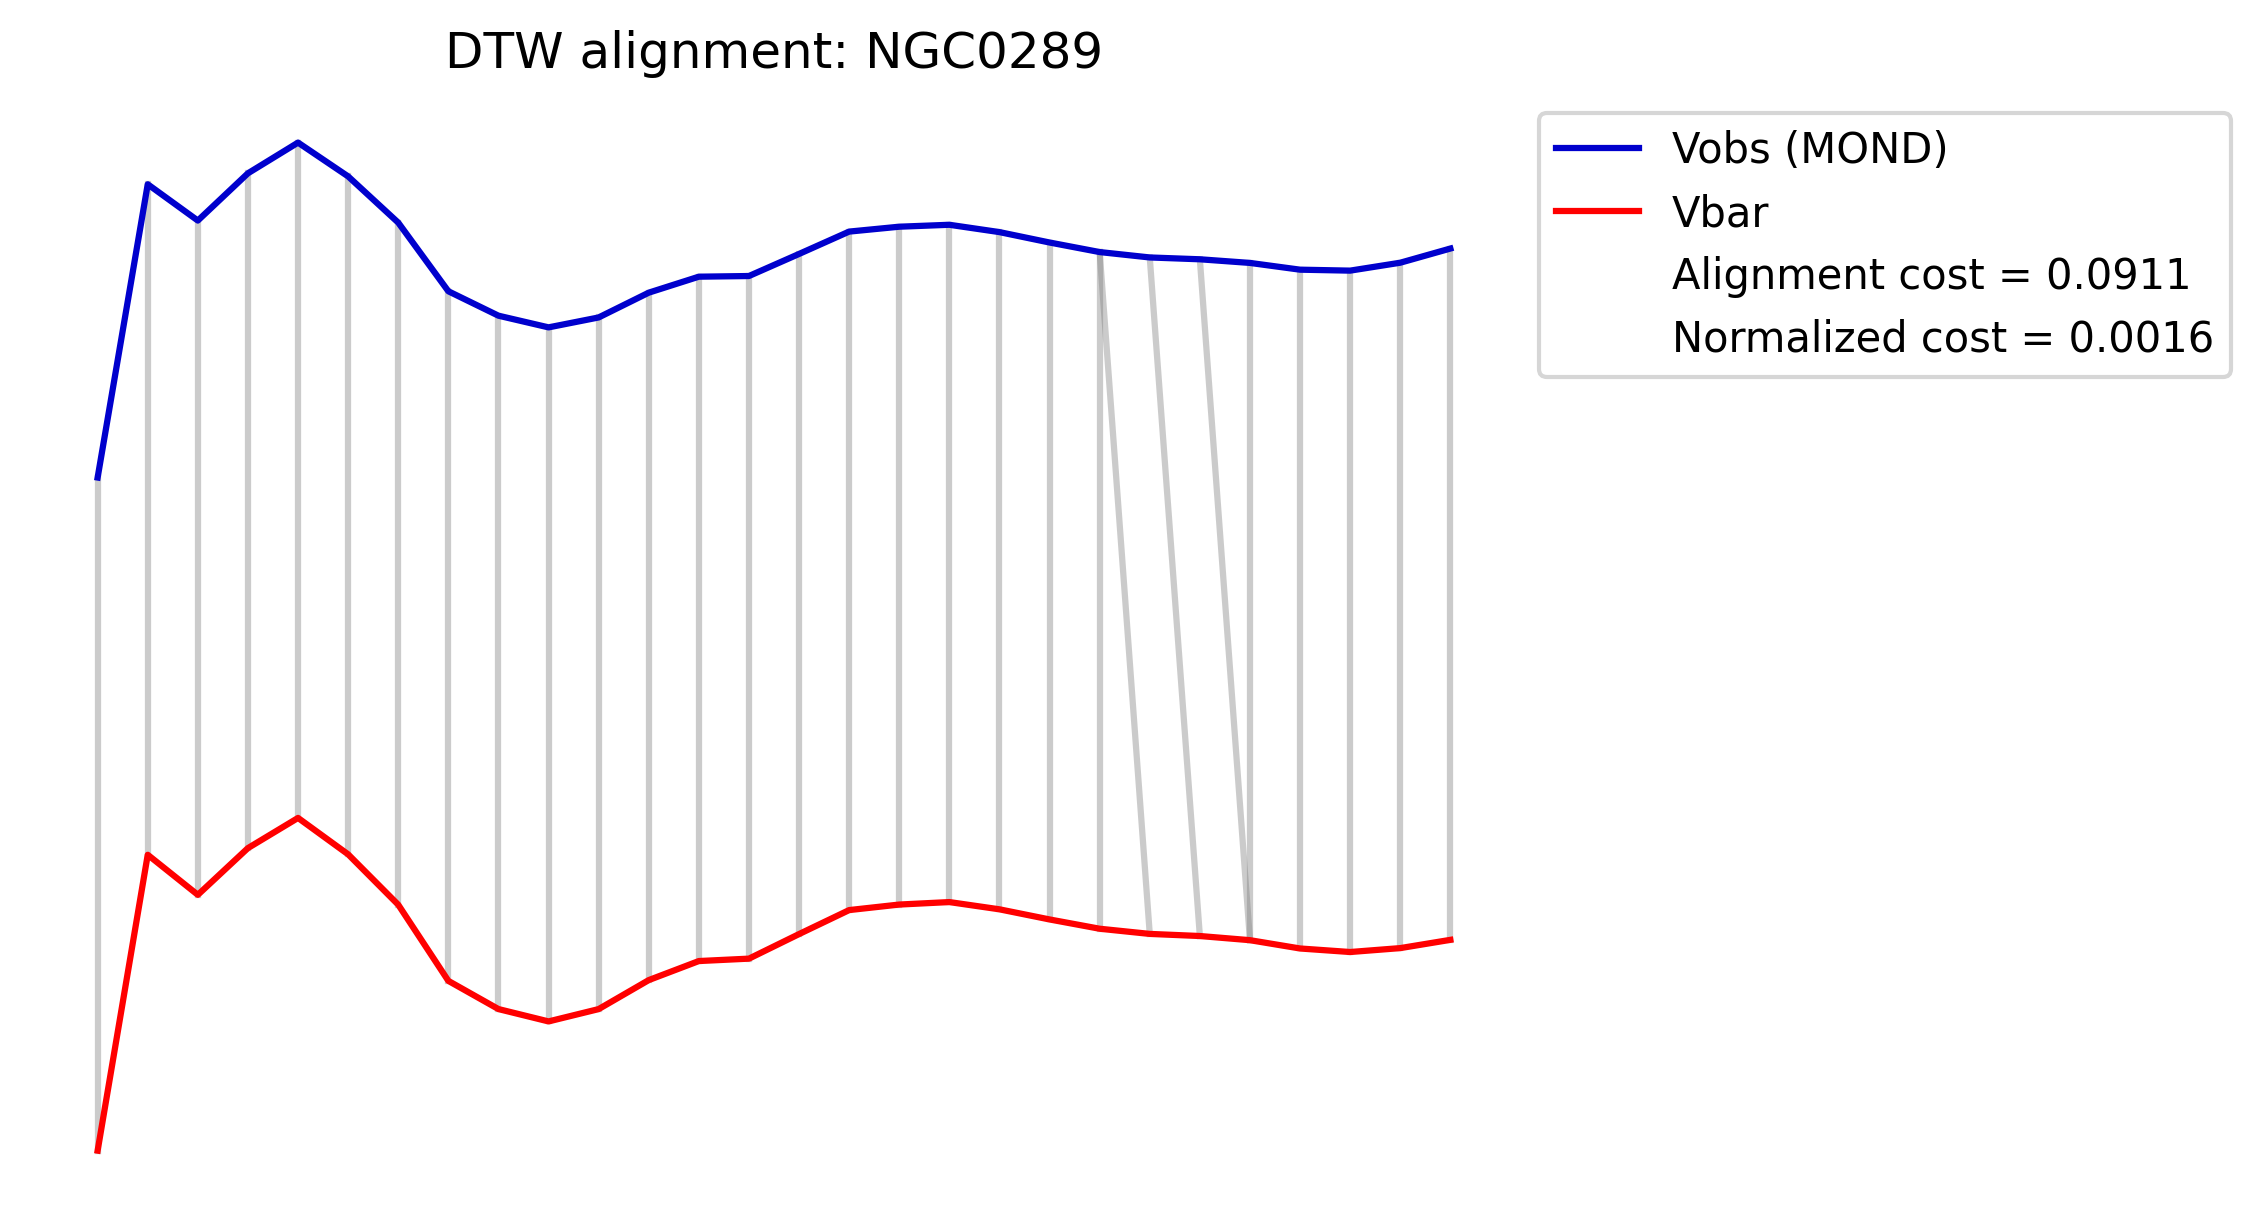 DTW alignment: NGC0289
Vobs (MOND)
Vbar
Alignment cost = 0.0911
Normalized cost = 0.0016